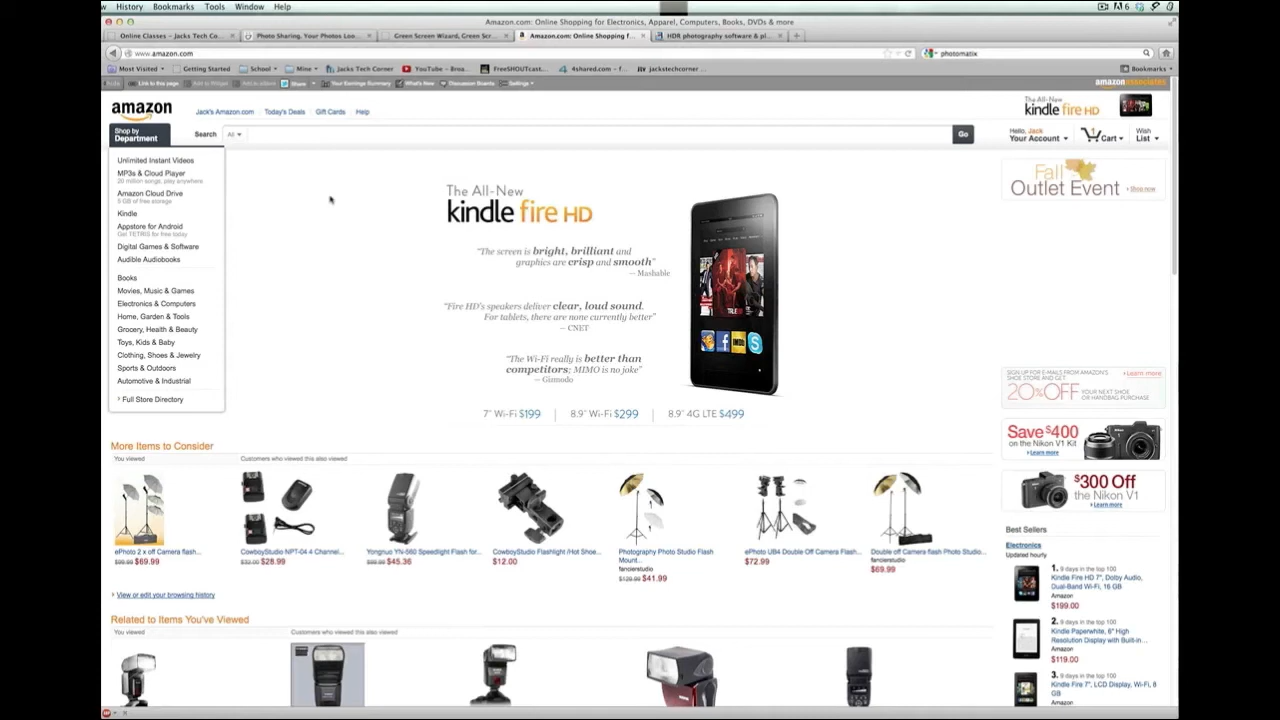 History Bookmarks Tools Window Help
6
Amazon.com: Online Shopping for Electronics, Apparel, Computers, Books, DVDs & more
Online Classes – Jacks Tech Co...
Photo Sharing, Your Photos Loo...
Green Screen Wizard, Green Scr...
Amazon.com: Online Shopping f...
HDR photography software & pl...
www.amazon.com
photomatix
Most Visited
Getting Started
School
Mine
Jacks Tech Corner
YouTube – Broa...
FreeSHOUTcast...
4shared.com – f...
jackstechcorner...
Bookmarks
Link to this page
Add to Widget
Share
Your Earnings Summary
What's New
Discussion Boards
Settings
amazonassociates
amazon
Jack's Amazon.com Today's Deals Gift Cards Help
The All-New
kindle fire HD
Shop by
Department
Search
All
Go
Hello, Jack
Your Account
Cart
Wish
List
Unlimited Instant Videos
MP3s & Cloud Player
20 million songs, play anywhere
Amazon Cloud Drive
5 GB of free storage
Kindle
Appstore for Android
Get TETRIS for free today
Digital Games & Software
Audible Audiobooks
Books
Movies, Music & Games
Electronics & Computers
Home, Garden & Tools
Grocery, Health & Beauty
Toys, Kids & Baby
Clothing, Shoes & Jewelry
Sports & Outdoors
Automotive & Industrial
Full Store Directory
The All-New
kindle fire HD
“The screen is bright, brilliant and
graphics are crisp and smooth”
— Mashable
“Fire HD's speakers deliver clear, loud sound.
For tablets, there are none currently better”
— CNET
“The Wi-Fi really is better than
competitors; MIMO is no joke”
— Gizmodo
7" Wi-Fi $199 | 8.9" Wi-Fi $299 | 8.9" 4G LTE $499
Fall
Outlet Event
Shop now
SIGN UP FOR E-MAILS FROM AMAZON'S
SHOE STORE AND GET
Learn more
20% OFF YOUR NEXT SHOE
OR HANDBAG PURCHASE
Save $400
on the Nikon V1 Kit
Learn more
$300 Off
the Nikon V1
Learn more
More Items to Consider
You viewed
Customers who viewed this also viewed
ePhoto 2 x off Camera flash...
$69.99
CowboyStudio NPT-04 4 Channel...
$28.99
Yongnuo YN-560 Speedlight Flash for...
$45.36
CowboyStudio Flashlight /Hot Shoe...
$12.00
Photography Photo Studio Flash
Mount...
fancierstudio
$129.99 $41.99
ePhoto UB4 Double Off Camera Flash...
$72.99
Double off Camera flash Photo Studio...
fancierstudio
$69.99
View or edit your browsing history
Related to Items You've Viewed
You viewed
Customers who viewed this also viewed
Best Sellers
Electronics
Updated hourly
1. 9 days in the top 100
Kindle Fire HD 7", Dolby Audio,
Dual-Band Wi-Fi, 16 GB
Amazon
$199.00
2. 9 days in the top 100
Kindle Paperwhite, 6" High
Resolution Display with Built-in...
Amazon
$119.00
3. 9 days in the top 100
Kindle Fire 7", LCD Display, Wi-Fi, 8
GB
Amazon